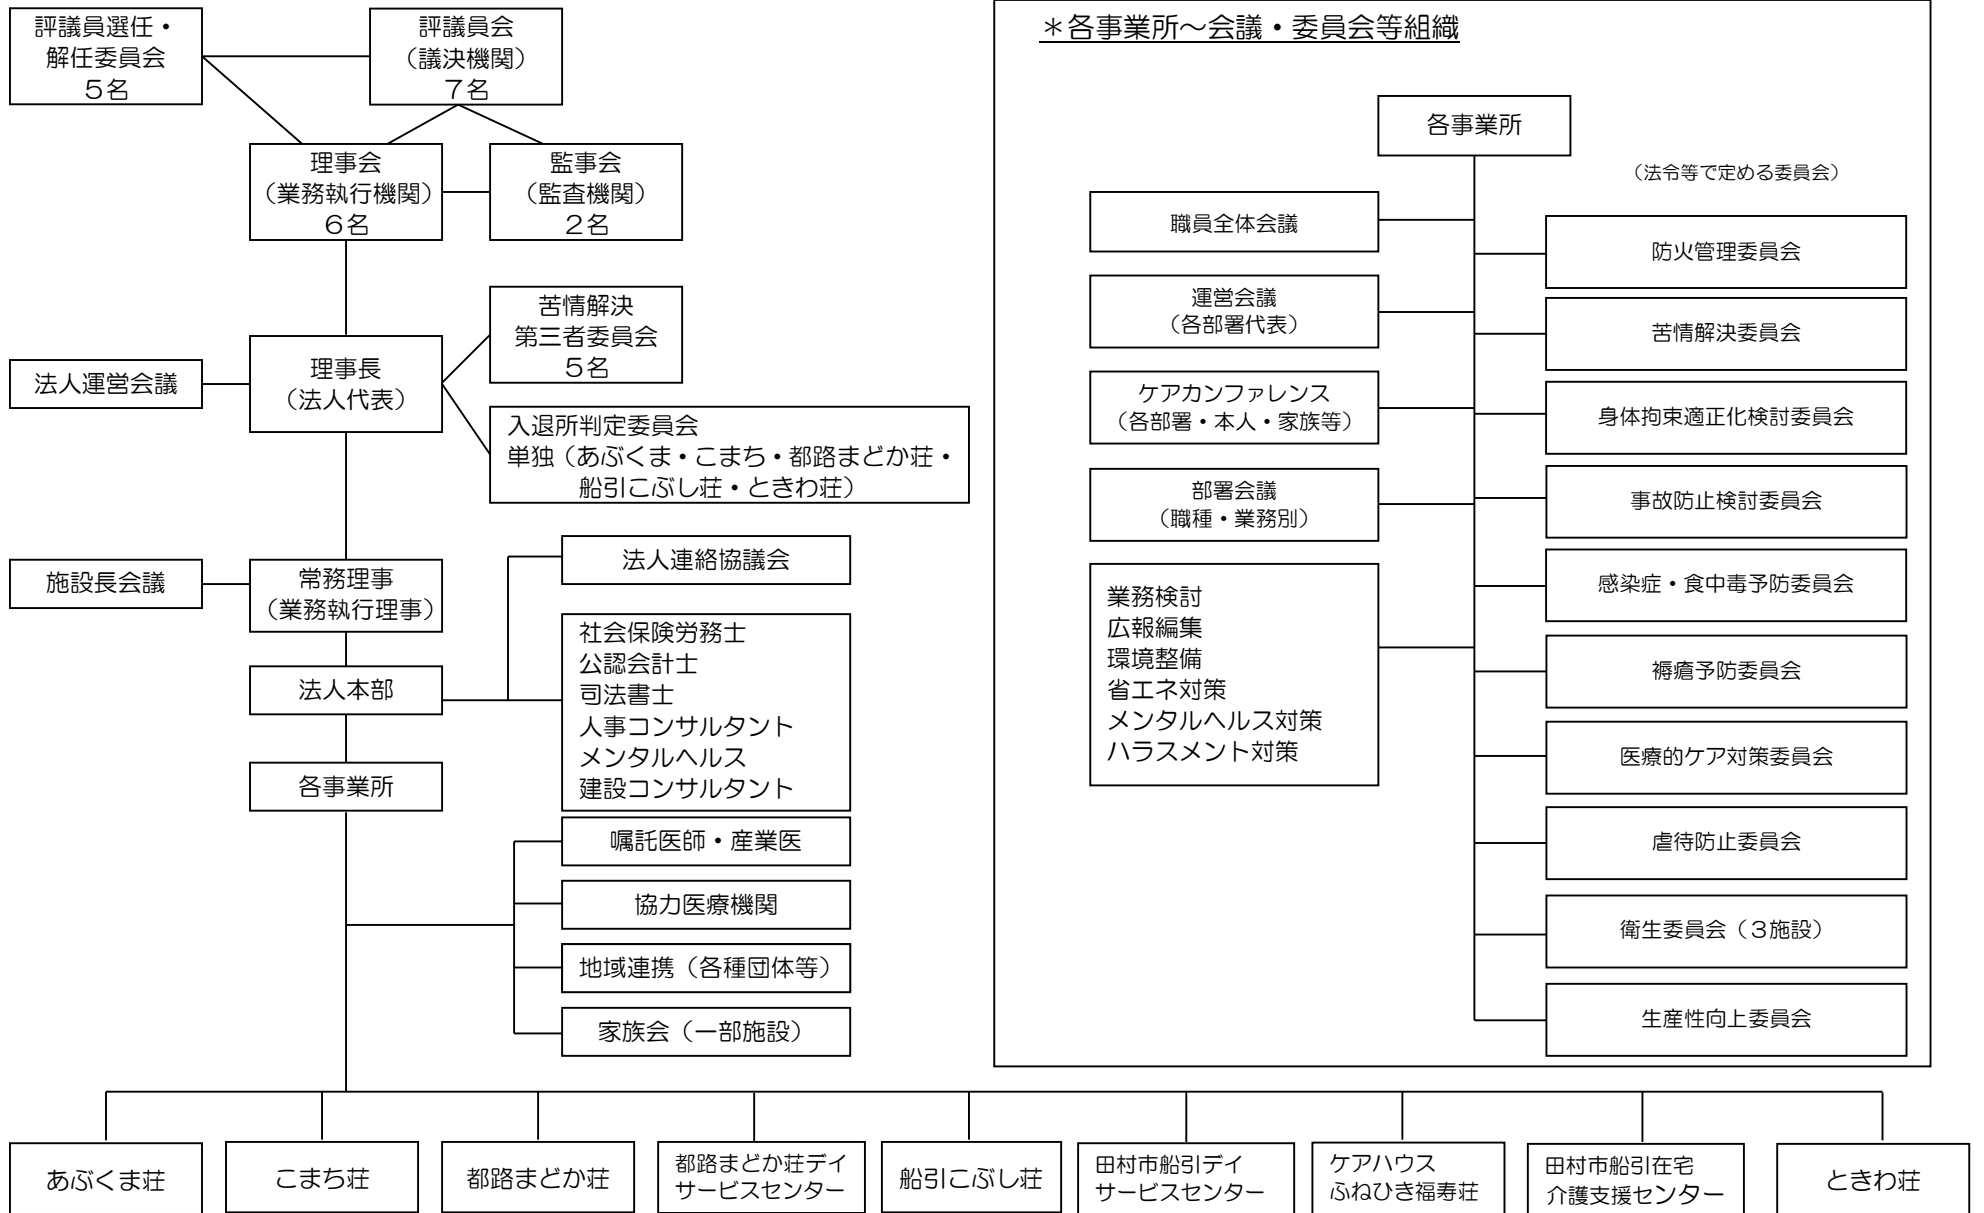 評議員選任・
解任委員会
５名
評議員会
（議決機関）
７名
理事会
（業務執行機関）
６名
監事会
（監査機関）
２名
苦情解決
第三者委員会
５名
法人運営会議
理事長
（法人代表）
入退所判定委員会
単独（あぶくま・こまち・都路まどか荘・
船引こぶし荘・ときわ荘）
施設長会議
常務理事
（業務執行理事）
法人連絡協議会
法人本部
社会保険労務士
公認会計士
司法書士
人事コンサルタント
メンタルヘルス
建設コンサルタント
各事業所
嘱託医師・産業医
協力医療機関
地域連携（各種団体等）
家族会（一部施設）
＊各事業所～会議・委員会等組織
各事業所
（法令等で定める委員会）
職員全体会議
運営会議
（各部署代表）
ケアカンファレンス
（各部署・本人・家族等）
部署会議
（職種・業務別）
業務検討
広報編集
環境整備
省エネ対策
メンタルヘルス対策
ハラスメント対策
防火管理委員会
苦情解決委員会
身体拘束適正化検討委員会
事故防止検討委員会
感染症・食中毒予防委員会
褥瘡予防委員会
医療的ケア対策委員会
虐待防止委員会
衛生委員会（３施設）
生産性向上委員会
あぶくま荘
こまち荘
都路まどか荘
都路まどか荘デイ
サービスセンター
船引こぶし荘
田村市船引デイ
サービスセンター
ケアハウス
ふねひき福寿荘
田村市船引在宅
介護支援センター
ときわ荘